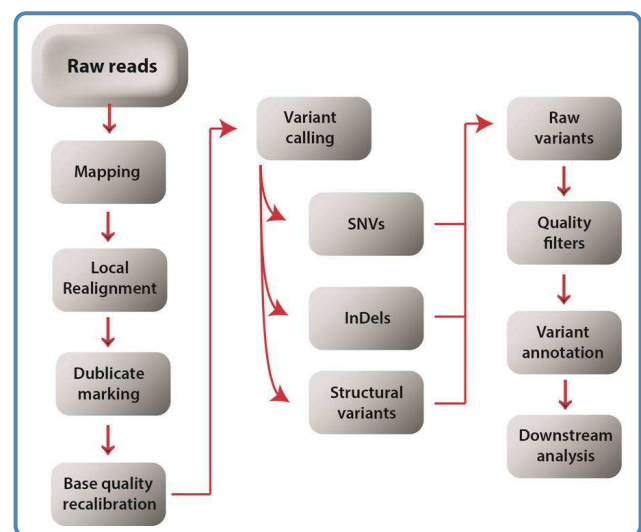 Raw reads
Mapping
Local
Realignment
Dublicate
marking
Base quality
recalibration
Variant
calling
SNVs
InDels
Structural
variants
Raw
variants
Quality
filters
Variant
annotation
Downstream
analysis